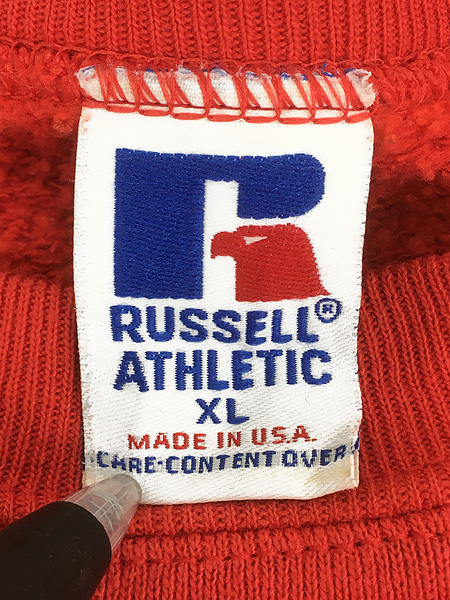 RUSSELL®
ATHLETIC
XL
MADE IN U.S.A.
CARE·CONTENT OVER